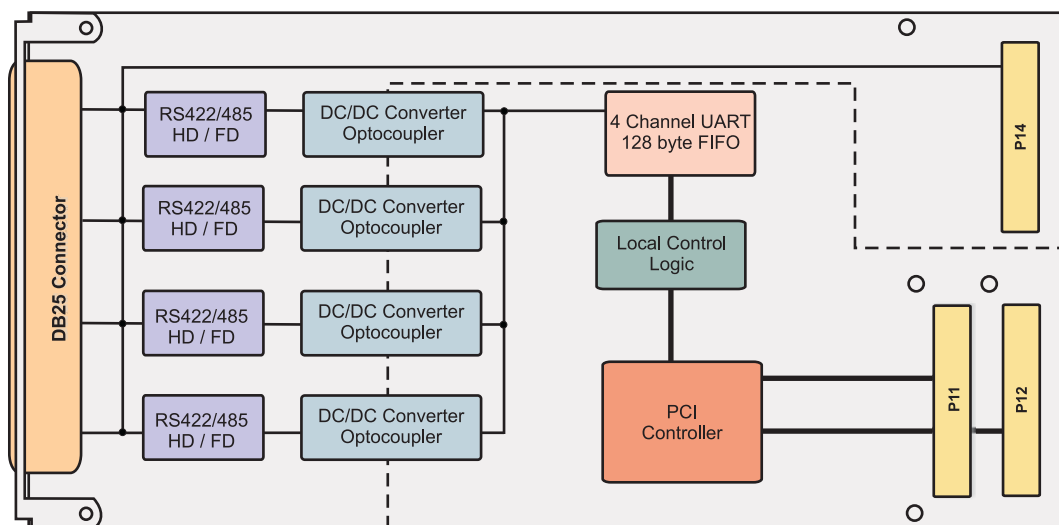 DB25 Connector
RS422/485
HD / FD
DC/DC Converter
Optocoupler
RS422/485
HD / FD
DC/DC Converter
Optocoupler
RS422/485
HD / FD
DC/DC Converter
Optocoupler
RS422/485
HD / FD
DC/DC Converter
Optocoupler
4 Channel UART
128 byte FIFO
Local Control
Logic
PCI
Controller
P14
P11
P12